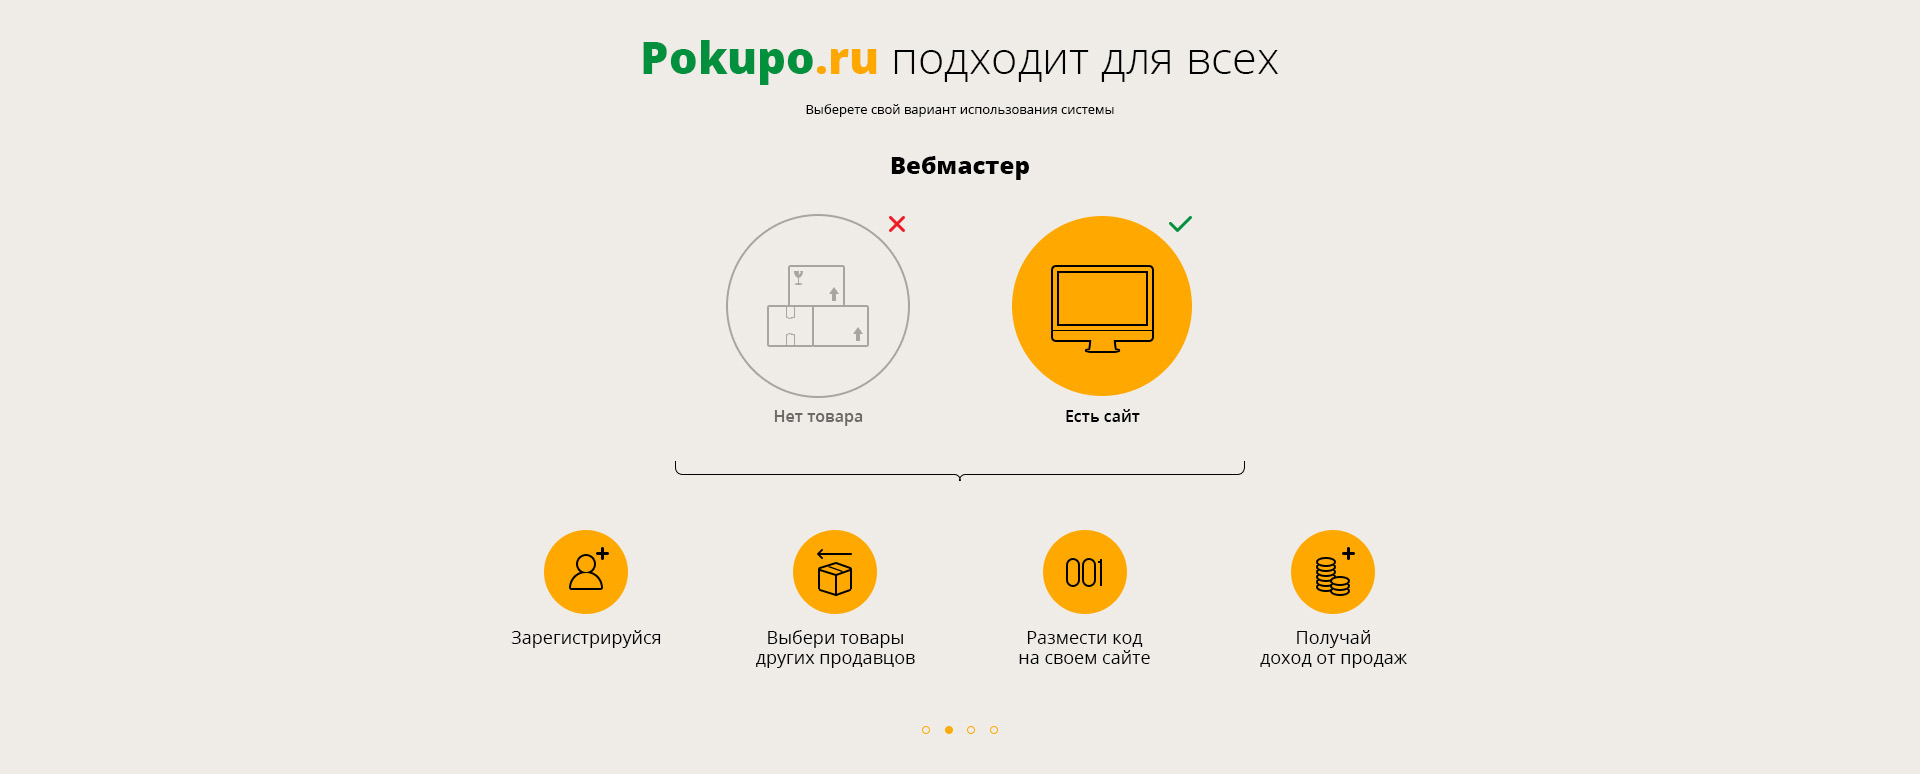 Pokupo.ru подходит для всех
Выберете свой вариант использования системы
Вебмастер
Нет товара
Есть сайт
001
Зарегистрируйся
Выбери товары
других продавцов
Размести код
на своем сайте
Получай
доход от продаж